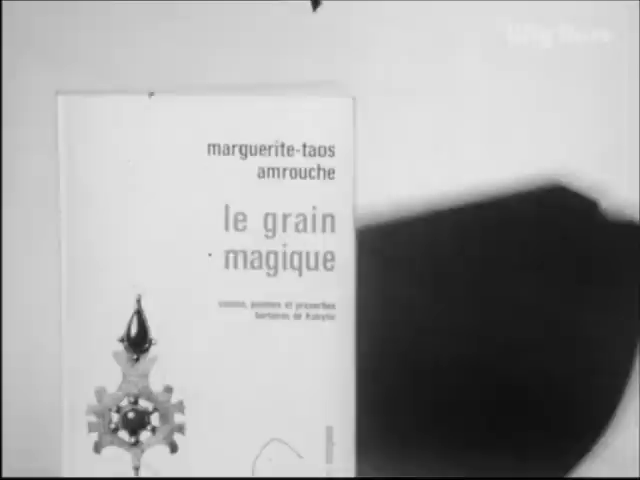 marguerite-taos
amrouche
le grain
magique
contes, poèmes et proverbes
berbères de Kabylie